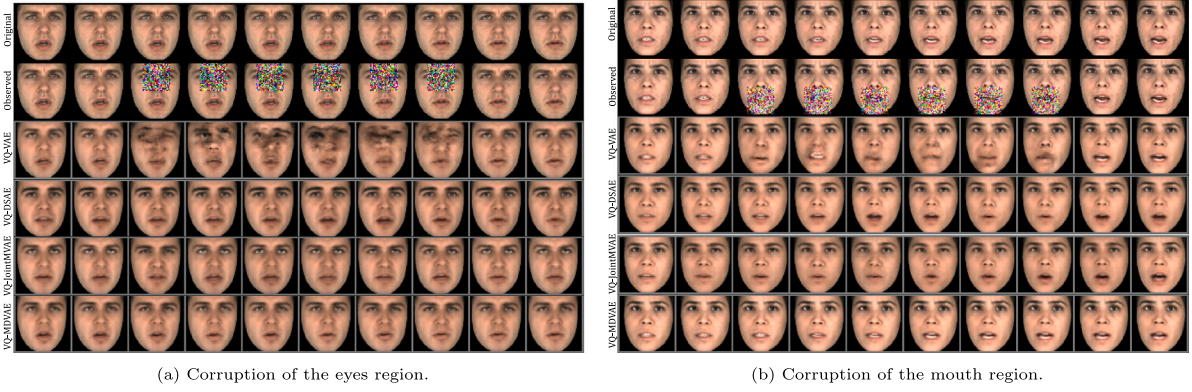 Original
Observed
VQ-VAE
VQ-DSAE
VQ-JointMVAE
VQ-MDVAE
(a) Corruption of the eyes region.
Original
Observed
VQ-VAE
VQ-DSAE
VQ-JointMVAE
VQ-MDVAE
(b) Corruption of the mouth region.